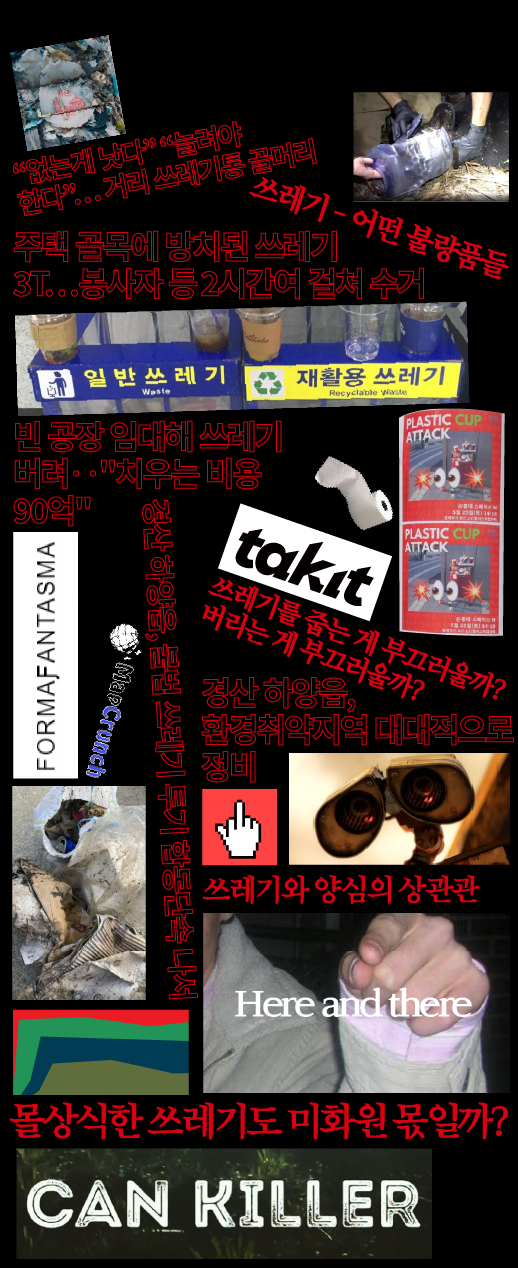 “없는게 낫다” “늘려야
한다”… 거리 쓰레기통 골머리
쓰레기 - 어떤 불량품들
주택 골목에 방치된 쓰레기
3T…봉사자 등 2시간여 걸쳐 수거
일반쓰레기
Waste
재활용쓰레기
Recyclable Waste
빈 공장 임대해 쓰레기
버려‥"치우는 비용
90억"
PLASTIC CUP
ATTACK
PLASTIC CUP
ATTACK
takit
FORMAFANTASMA
MapCrunch
경산 하양읍, 불법 쓰레기 투기 합동단속 나서
쓰레기를 줍는 게 부끄러울까?
버리는 게 부끄러울까?
경산 하양읍,
환경취약지역 대대적으로
정비
쓰레기와 양심의 상관관
Here and there
몰상식한 쓰레기도 미화원 몫일까?
CAN KILLER